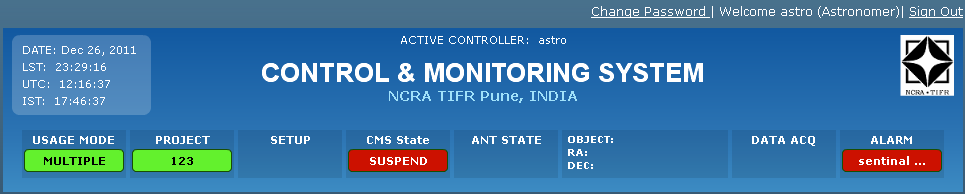 Change Password | Welcome astro (Astronomer)| Sign Out
DATE: Dec 26, 2011
LST: 23:29:16
UTC: 12:16:37
IST: 17:46:37
ACTIVE CONTROLLER: astro
CONTROL & MONITORING SYSTEM
NCRA TIFR Pune, INDIA
NCRA•TIFR
USAGE MODE
MULTIPLE
PROJECT
123
SETUP
CMS State
SUSPEND
ANT STATE
OBJECT:
RA:
DEC:
DATA ACQ
ALARM
sentinal ...